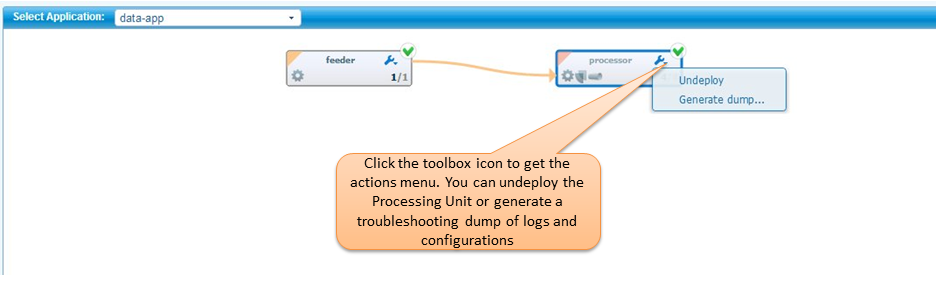 Select Application: data-app
feeder
1/1
processor
Undeploy
Generate dump...
Click the toolbox icon to get the
actions menu. You can undeploy the
Processing Unit or generate a
troubleshooting dump of logs and
configurations